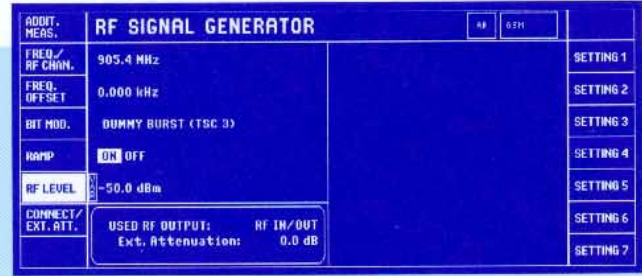 ADDIT. MEAS.
RF SIGNAL GENERATOR
GSM
FREQ./ RF CHAN.
905.4 MHz
SETTING 1
FREQ. OFFSET
0.000 kHz
SETTING 2
BIT MOD.
DUMMY BURST (TSC 3)
SETTING 3
RAMP
ON OFF
SETTING 4
RF LEVEL
-50.0 dBm
SETTING 5
CONNECT/ EXT. ATT.
USED RF OUTPUT: RF IN/OUT
SETTING 6
Ext. Attenuation: 0.0 dB
SETTING 7